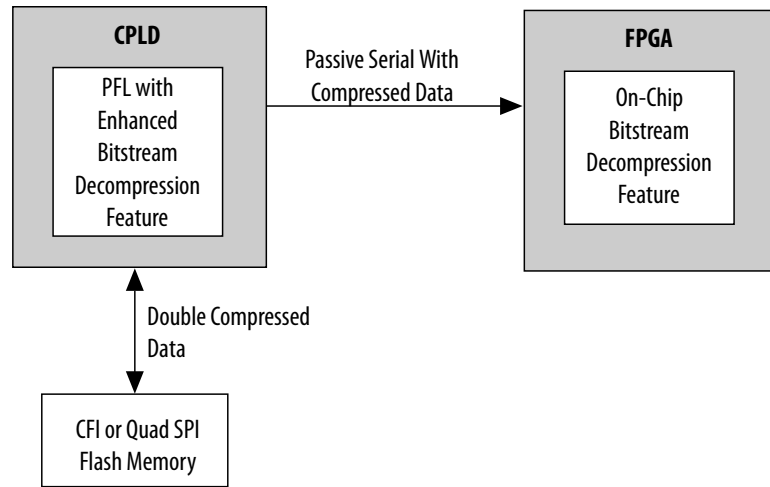 CPLD
PFL with
Enhanced
Bitstream
Decompression
Feature
Passive Serial With
Compressed Data
FPGA
On-Chip
Bitstream
Decompression
Feature
Double Compressed
Data
CFI or Quad SPI
Flash Memory